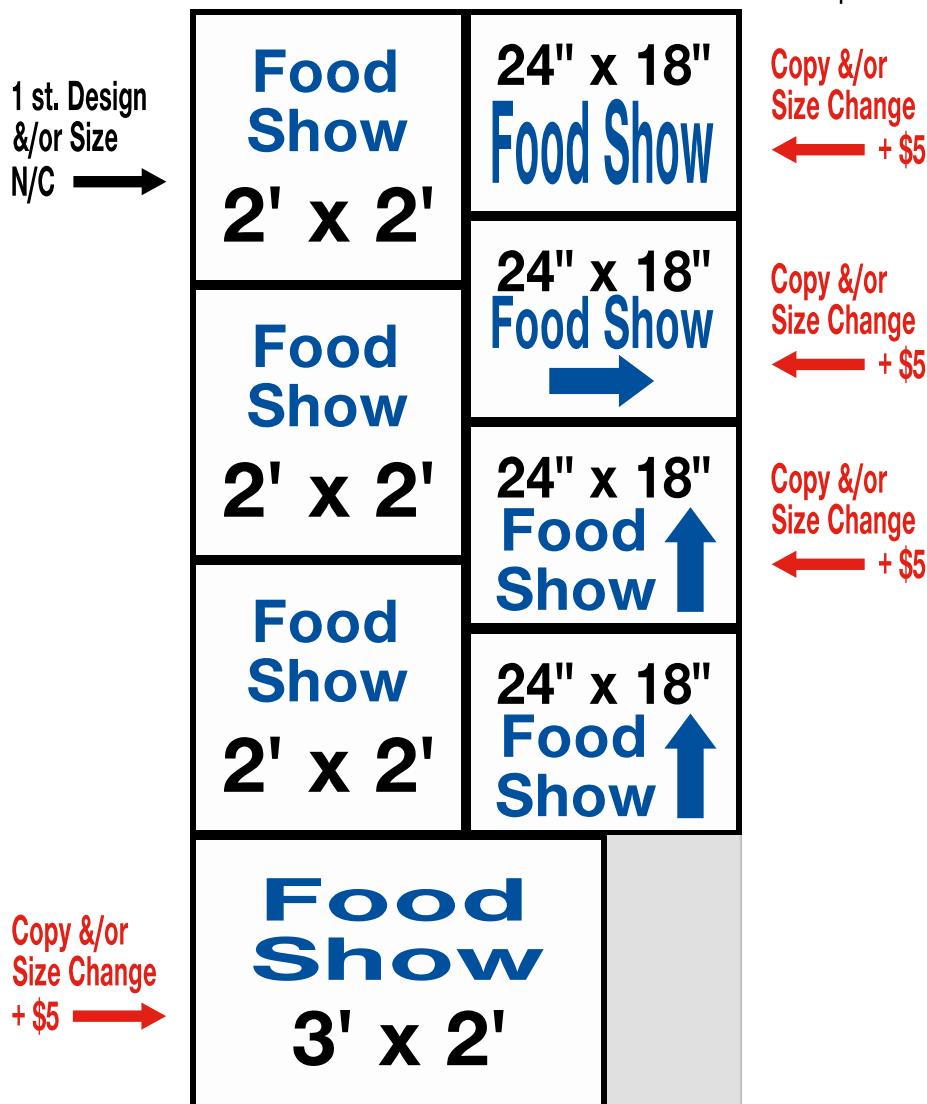 1 st. Design
&/or Size
N/C
Food
Show
2' x 2'
24" x 18"
Food Show
Copy &/or
Size Change
+ $5
24" x 18"
Food Show
Copy &/or
Size Change
+ $5
Food
Show
2' x 2'
24" x 18"
Food
Show
Copy &/or
Size Change
+ $5
Food
Show
2' x 2'
24" x 18"
Food
Show
Copy &/or
Size Change
+ $5
Food
Show
3' x 2'